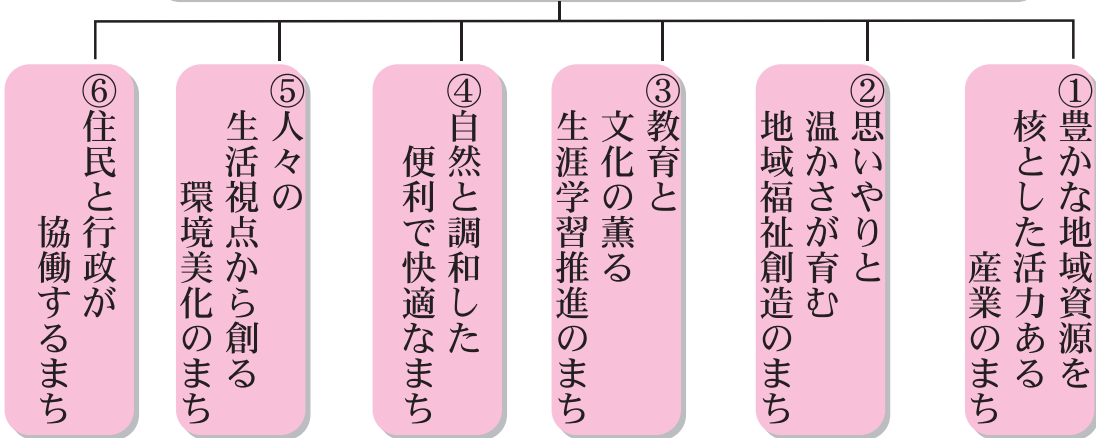 ①豊かな地域資源を
核とした活力ある
産業のまち
②思いやりと
温かさが育む
地域福祉創造のまち
③教育と
文化の薫る
生涯学習推進のまち
④自然と調和した
便利で快適なまち
⑤人々の
生活視点から創る
環境美化のまち
⑥住民と行政が
協働するまち